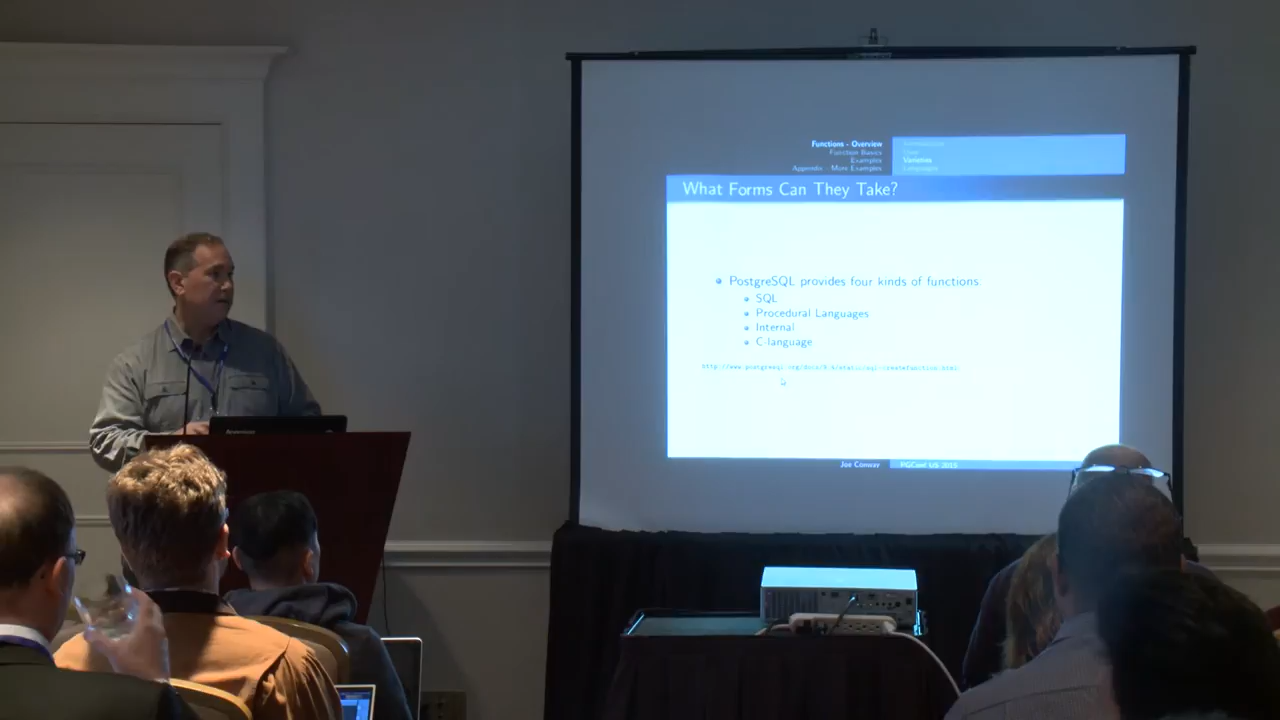 Functions - Overview
Function Basics
Examples
Appendix - More Examples
Varieties
Languages
What Forms Can They Take?
PostgreSQL provides four kinds of functions:
SQL
Procedural Languages
Internal
C-language
Joe Conway PGConf US 2015